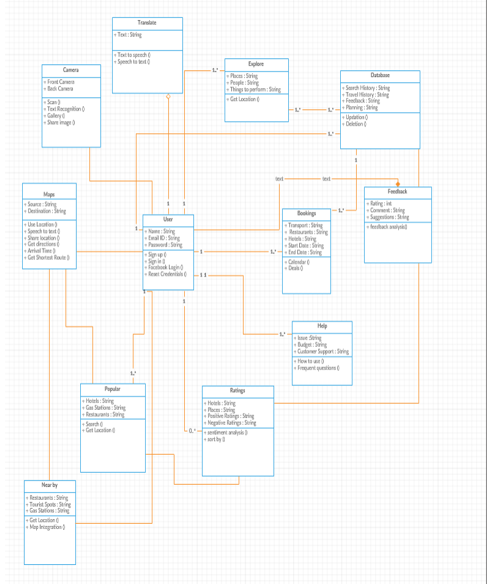 Translate
+ Text : String
+ Text to speech ()
+ Speech to text ()
Explore
+ Places : String
+ People : String
+ Things to perform : String
+ Get Location ()
Camera
+ Front Camera
+ Back Camera
+ Scan ()
+ Text Recognition ()
+ Gallery ()
+ Share image ()
Database
+ Search History : String
+ Travel History : String
+ Feedback : String
+ Planning : String
+ Updation ()
+ Deletion ()
1..*
1..*
1..*
1..*
1
text
text
Maps
+ Source : String
+ Destination : String
+ Use Location ()
+ Speech to text ()
+ Share location ()
+ Get directions ()
+ Arrival Time ()
+ Get Shortest Route ()
Feedback
+ Rating : int
+ Comment : String
+ Suggestions : String
+ feedback analysis()
1
1
1..*
User
+ Name : String
+ Email ID : String
+ Password : String
+ Sign up ()
+ Sign in ()
+ Facebook Login ()
+ Reset Credentials ()
1
Bookings
+ Transport : String
+ Restaurants : String
+ Hotels : String
+ Start Date : String
+ End Date : String
+ Calendar ()
+ Deals ()
1
1..*
1 1
1
1
Help
+ Issue :String
+ Budget : String
+ Customer Support : String
+ How to use ()
+ Frequent questions ()
1..*
1..*
Popular
+ Hotels : String
+ Gas Stations : String
+ Restaurants : String
+ Search ()
+ Get Location ()
Ratings
+ Hotels : String
+ Places : String
+ Positive Ratings : String
+ Negative Ratings : String
+ sentiment analysis ()
+ sort by ()
0..*
Near by
+ Restaurants : String
+ Tourist Spots : String
+ Gas Stations : String
+ Get Location ()
+ Map Integration ()